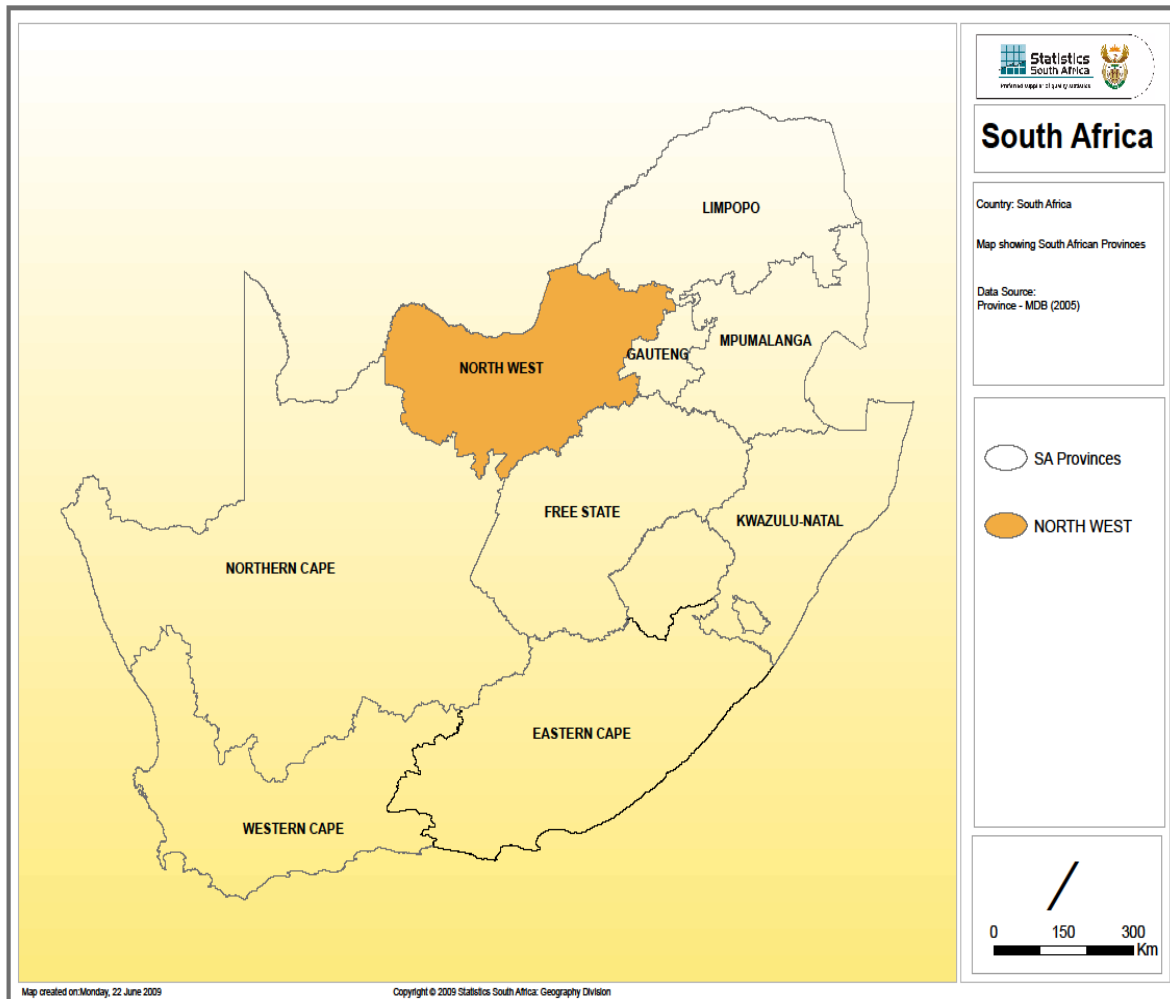 Statistics
South Africa
South Africa
Country: South Africa
Map showing South African Provinces
Data Source:
Province - MDB (2005)
LIMPOPO
NORTH WEST
GAUTENG
MPUMALANGA
FREE STATE
KWAZULU-NATAL
NORTHERN CAPE
EASTERN CAPE
WESTERN CAPE
SA Provinces
NORTH WEST
0 150 300
Km
Map created on:Monday, 22 June 2009
Copyright © 2009 Statistics South Africa: Geography Division